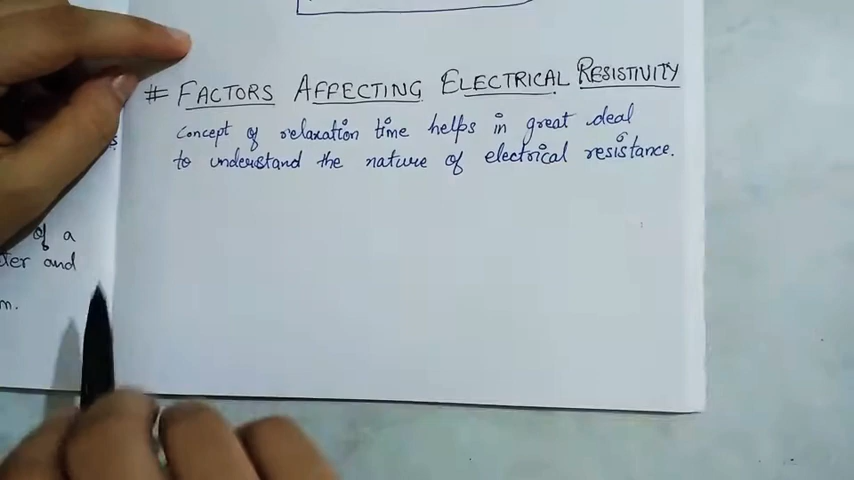 # FACTORS AFFECTING ELECTRICAL RESISTIVITY
Concept of relaxation time helps in great deal
to understand the nature of electrical resistance.
of a
and